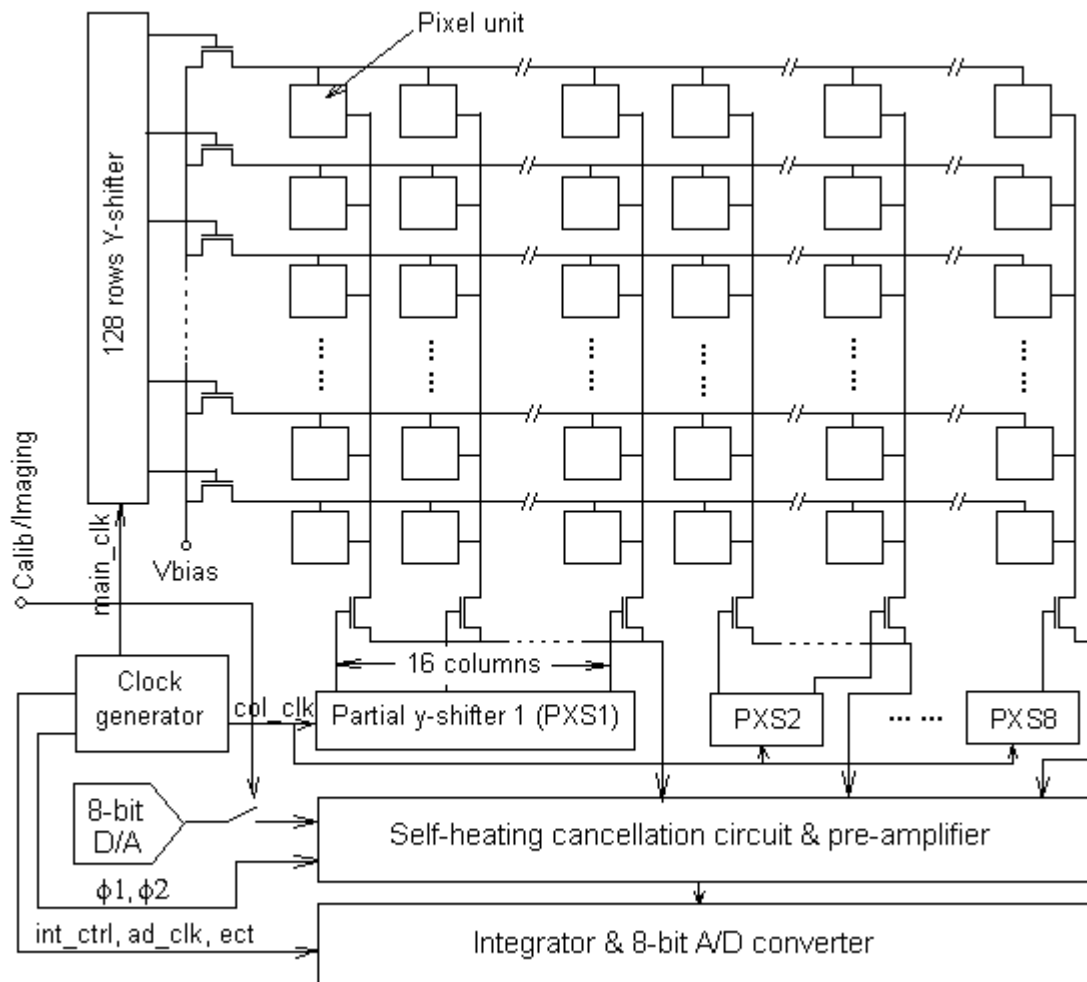 Pixel unit
128 rows Y-shifter
Calib/Imaging
main_clk
Vbias
16 columns
Clock
generator
col_clk
Partial y-shifter 1 (PXS1)
PXS2
... ...
PXS8
8-bit
D/A
Self-heating cancellation circuit & pre-amplifier
ϕ1, ϕ2
int_ctrl, ad_clk, ect
Integrator & 8-bit A/D converter